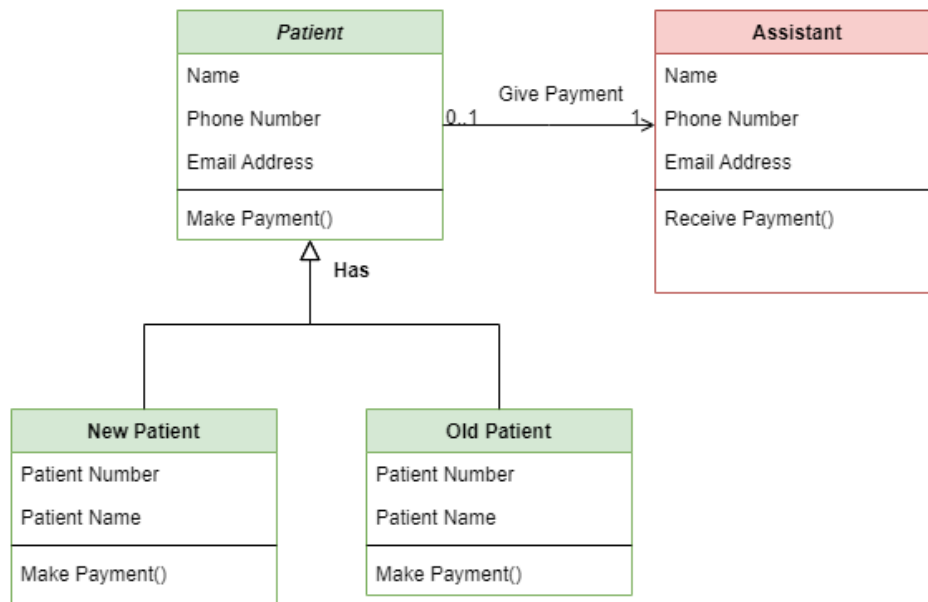 Patient
Name
Phone Number
Email Address
Make Payment()
Give Payment
0..1
1
Assistant
Name
Phone Number
Email Address
Receive Payment()
Has
New Patient
Patient Number
Patient Name
Make Payment()
Old Patient
Patient Number
Patient Name
Make Payment()